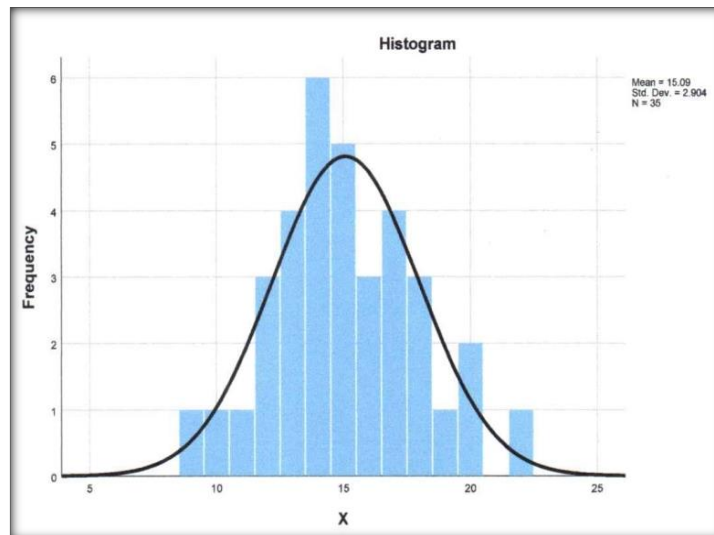 Histogram
Mean = 15.09
Std. Dev. = 2.904
N = 35
6
5
4
3
2
1
0
Frequency
5 10 15 20 25
X